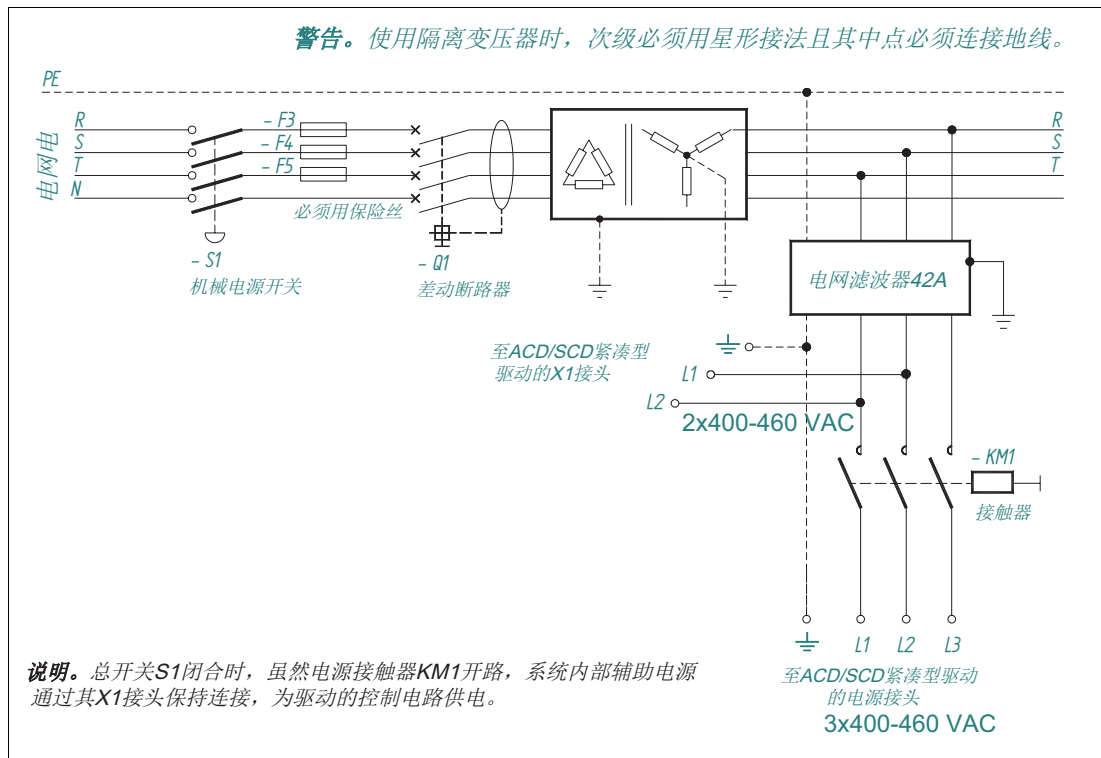 警告。使用隔离变压器时，次级必须用星形接法且其中点必须连接地线。
PE
电网电
R
S
T
N
- F3
- F4
- F5
必须用保险丝
- S1
机械电源开关
- Q1
差动断路器
R
S
T
电网滤波器42A
至ACD/SCD紧凑型
驱动的X1接头
L1
L2
2x400-460 VAC
- KM1
接触器
L1 L2 L3
至ACD/SCD紧凑型驱动
的电源接头
3x400-460 VAC
说明。总开关S1闭合时，虽然电源接触器KM1开路，系统内部辅助电源
通过其X1接头保持连接，为驱动的控制电路供电。